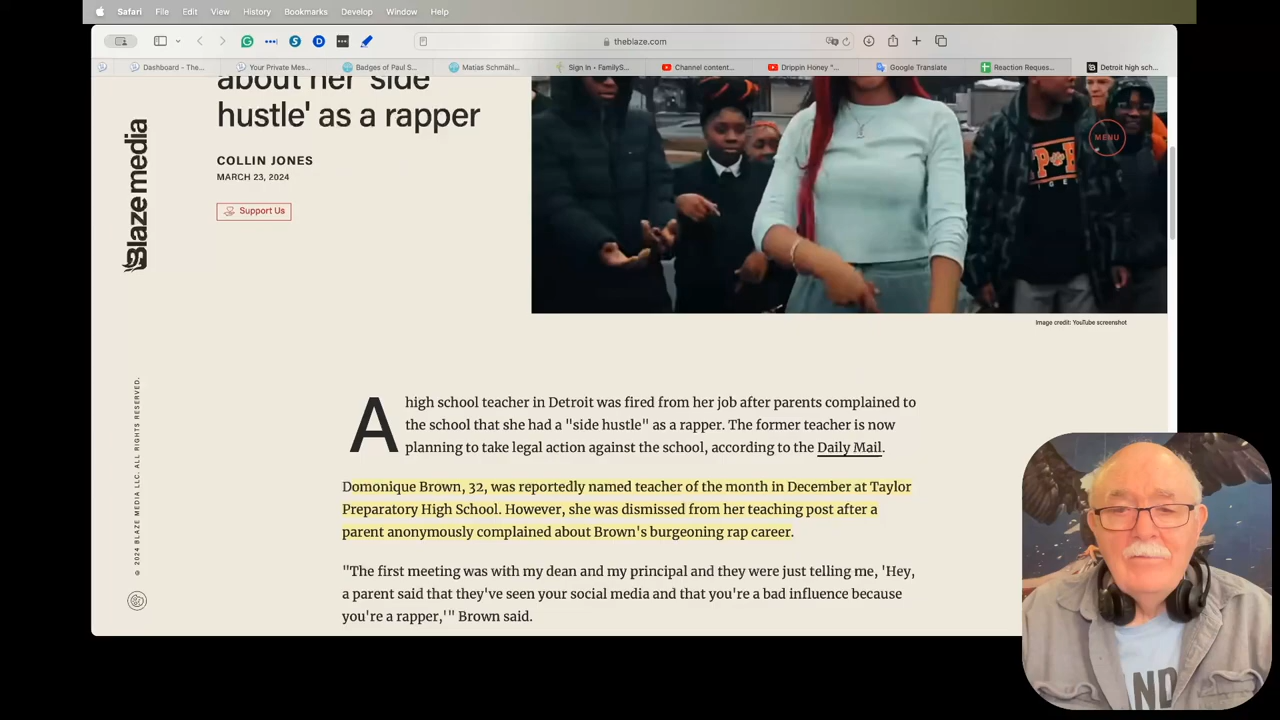 Safari File Edit View History Bookmarks Develop Window Help
theblaze.com
Dashboard - The... Your Private Mes... Badges of Paul S... Matias Schmähl... Sign In • FamilyS... Channel content... Drippin Honey "... Google Translate Reaction Reques... Detroit high sch...
about her 'side
hustle' as a rapper
COLLIN JONES
MARCH 23, 2024
Support Us
Blaze media
MENU
Image credit: YouTube screenshot
© 2024 BLAZE MEDIA LLC. ALL RIGHTS RESERVED.
A high school teacher in Detroit was fired from her job after parents complained to
the school that she had a "side hustle" as a rapper. The former teacher is now
planning to take legal action against the school, according to the Daily Mail.
Domonique Brown, 32, was reportedly named teacher of the month in December at Taylor
Preparatory High School. However, she was dismissed from her teaching post after a
parent anonymously complained about Brown's burgeoning rap career.
"The first meeting was with my dean and my principal and they were just telling me, 'Hey,
a parent said that they've seen your social media and that you're a bad influence because
you're a rapper,'" Brown said.